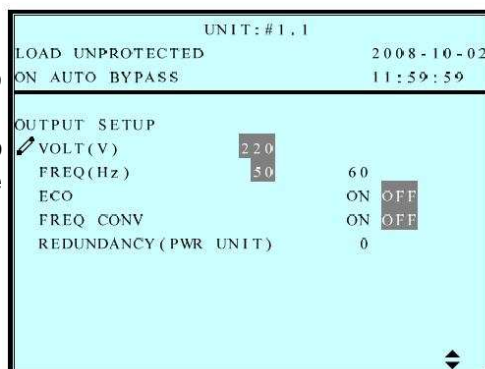 UNIT:#1.1
LOAD UNPROTECTED 2008-10-02
ON AUTO BYPASS 11:59:59
OUTPUT SETUP
VOLT(V) 220
FREQ(Hz) 50 60
ECO ON OFF
FREQ CONV ON OFF
REDUNDANCY(PWR UNIT) 0